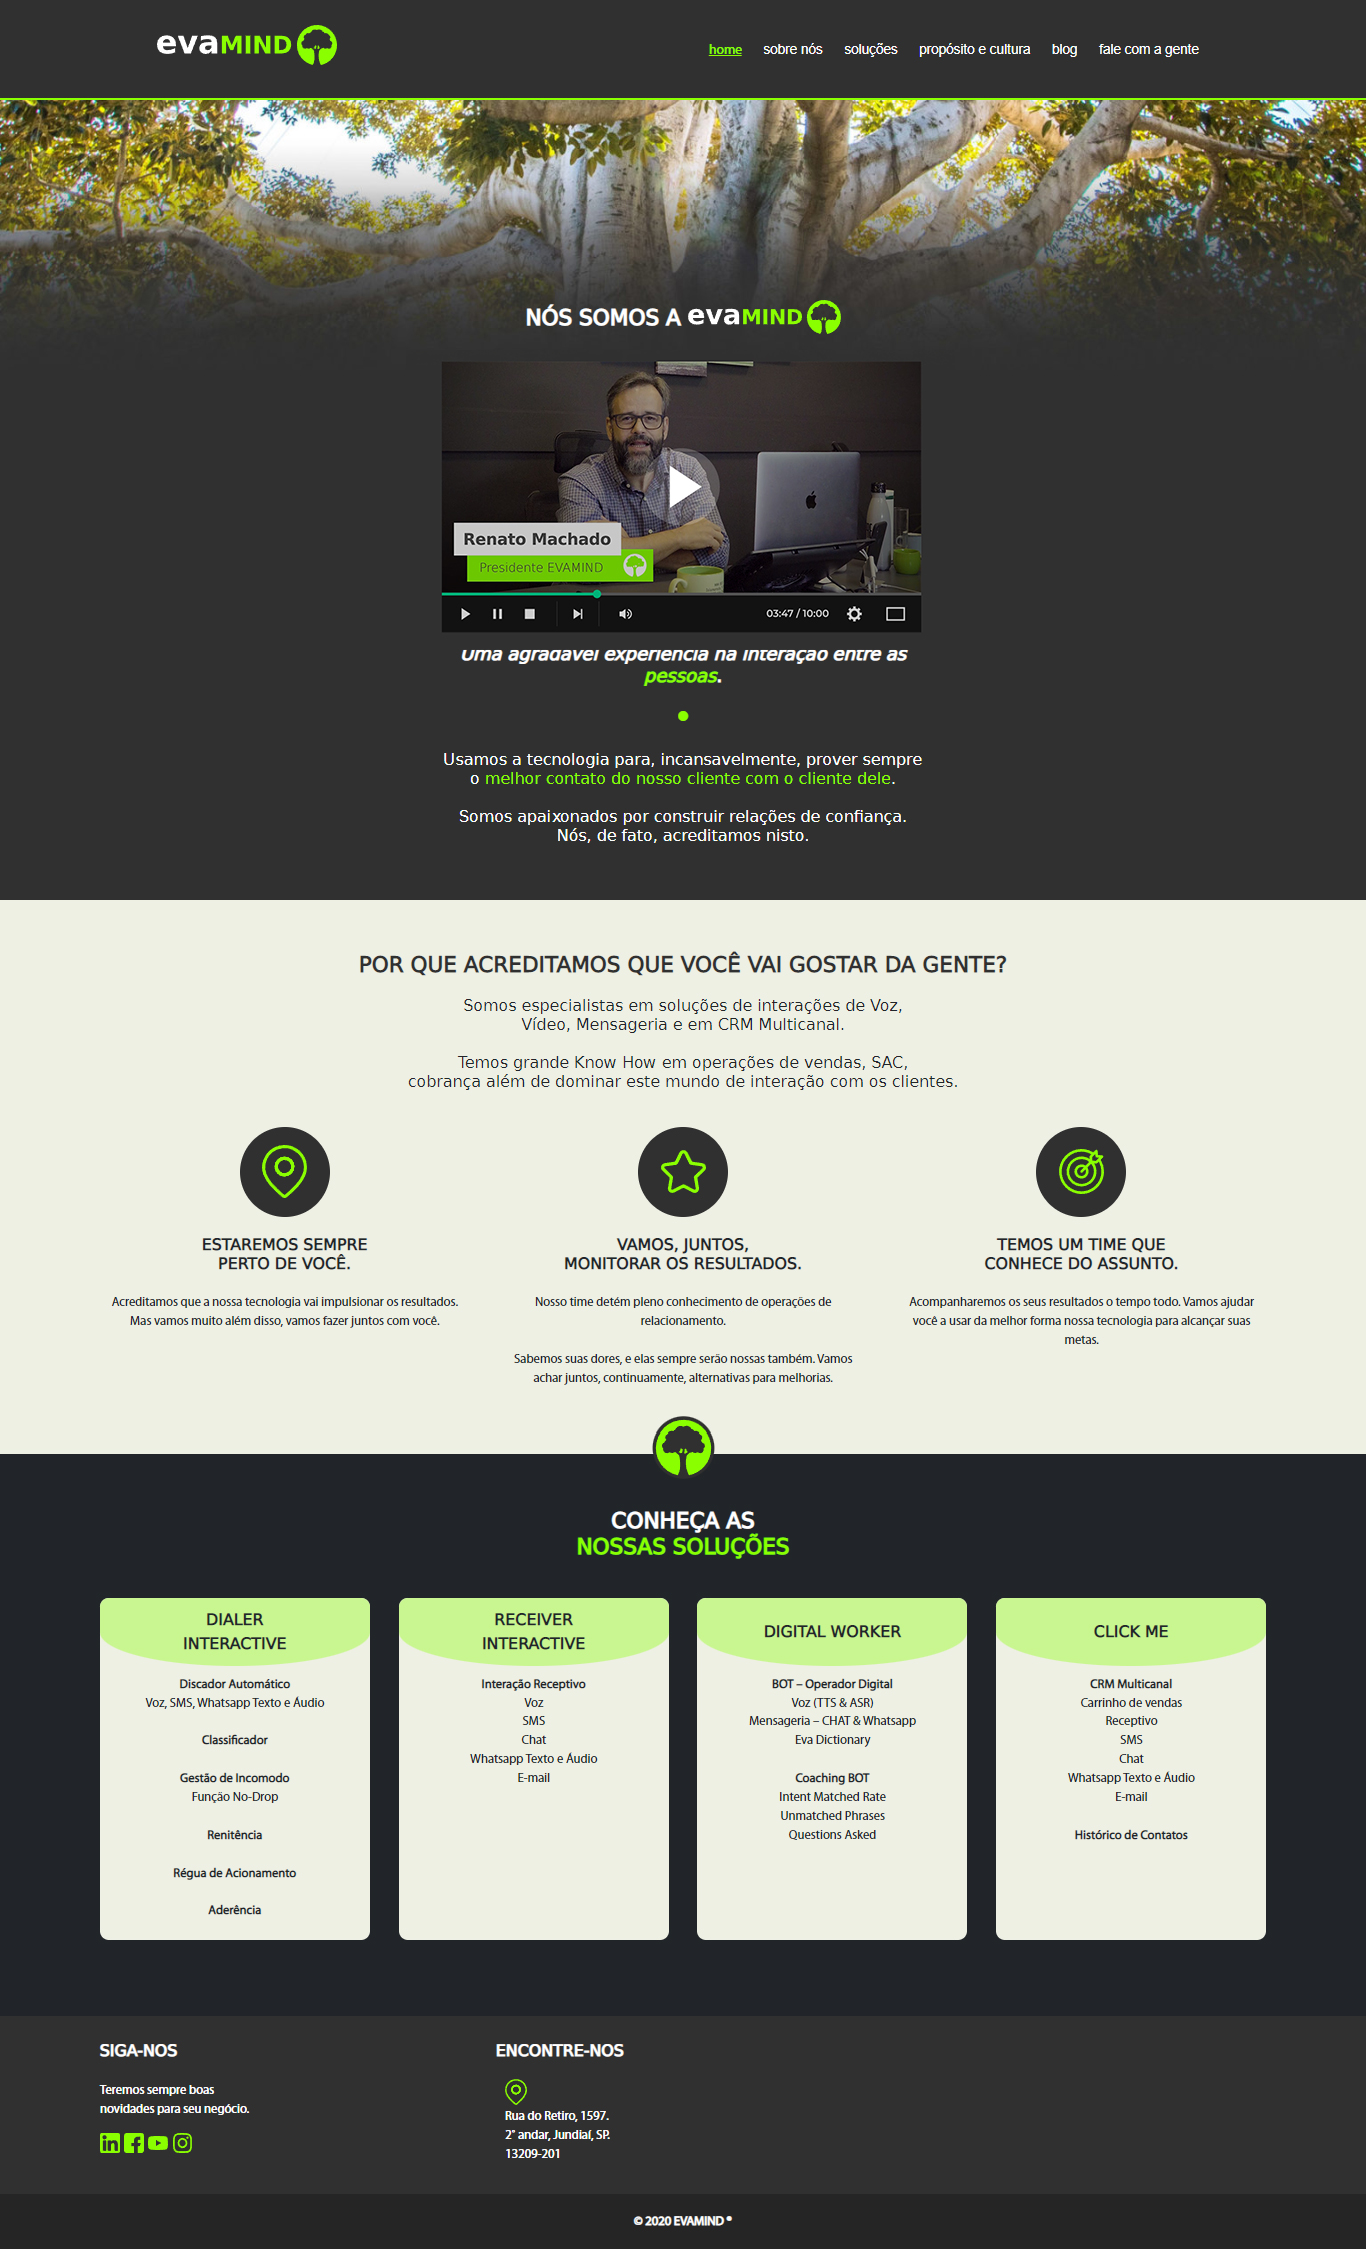 evaMIND
home sobre nós soluções propósito e cultura blog fale com a gente
NÓS SOMOS A evaMIND
Renato Machado
Presidente EVAMIND
03:47 / 10:00
Uma agradável experiência na interação entre as
pessoas.
Usamos a tecnologia para, incansavelmente, prover sempre
o melhor contato do nosso cliente com o cliente dele.
Somos apaixonados por construir relações de confiança.
Nós, de fato, acreditamos nisto.
POR QUE ACREDITAMOS QUE VOCÊ VAI GOSTAR DA GENTE?
Somos especialistas em soluções de interações de Voz,
Vídeo, Mensageria e em CRM Multicanal.
Temos grande Know How em operações de vendas, SAC,
cobrança além de dominar este mundo de interação com os clientes.
ESTAREMOS SEMPRE
PERTO DE VOCÊ.
Acreditamos que a nossa tecnologia vai impulsionar os resultados.
Mas vamos muito além disso, vamos fazer juntos com você.
VAMOS, JUNTOS,
MONITORAR OS RESULTADOS.
Nosso time detém pleno conhecimento de operações de
relacionamento.
Sabemos suas dores, e elas sempre serão nossas também. Vamos
achar juntos, continuamente, alternativas para melhorias.
TEMOS UM TIME QUE
CONHECE DO ASSUNTO.
Acompanharemos os seus resultados o tempo todo. Vamos ajudar
você a usar da melhor forma nossa tecnologia para alcançar suas
metas.
CONHEÇA AS
NOSSAS SOLUÇÕES
DIALER
INTERACTIVE
Discador Automático
Voz, SMS, Whatsapp Texto e Áudio
Classificador
Gestão de Incomodo
Função No-Drop
Renitência
Régua de Acionamento
Aderência
RECEIVER
INTERACTIVE
Interação Receptivo
Voz
SMS
Chat
Whatsapp Texto e Áudio
E-mail
DIGITAL WORKER
BOT – Operador Digital
Voz (TTS & ASR)
Mensageria – CHAT & Whatsapp
Eva Dictionary
Coaching BOT
Intent Matched Rate
Unmatched Phrases
Questions Asked
CLICK ME
CRM Multicanal
Carrinho de vendas
Receptivo
SMS
Chat
Whatsapp Texto e Áudio
E-mail
Histórico de Contatos
SIGA-NOS
Teremos sempre boas
novidades para seu negócio.
ENCONTRE-NOS
Rua do Retiro, 1597.
2° andar, Jundiaí, SP.
13209-201
© 2020 EVAMIND ®